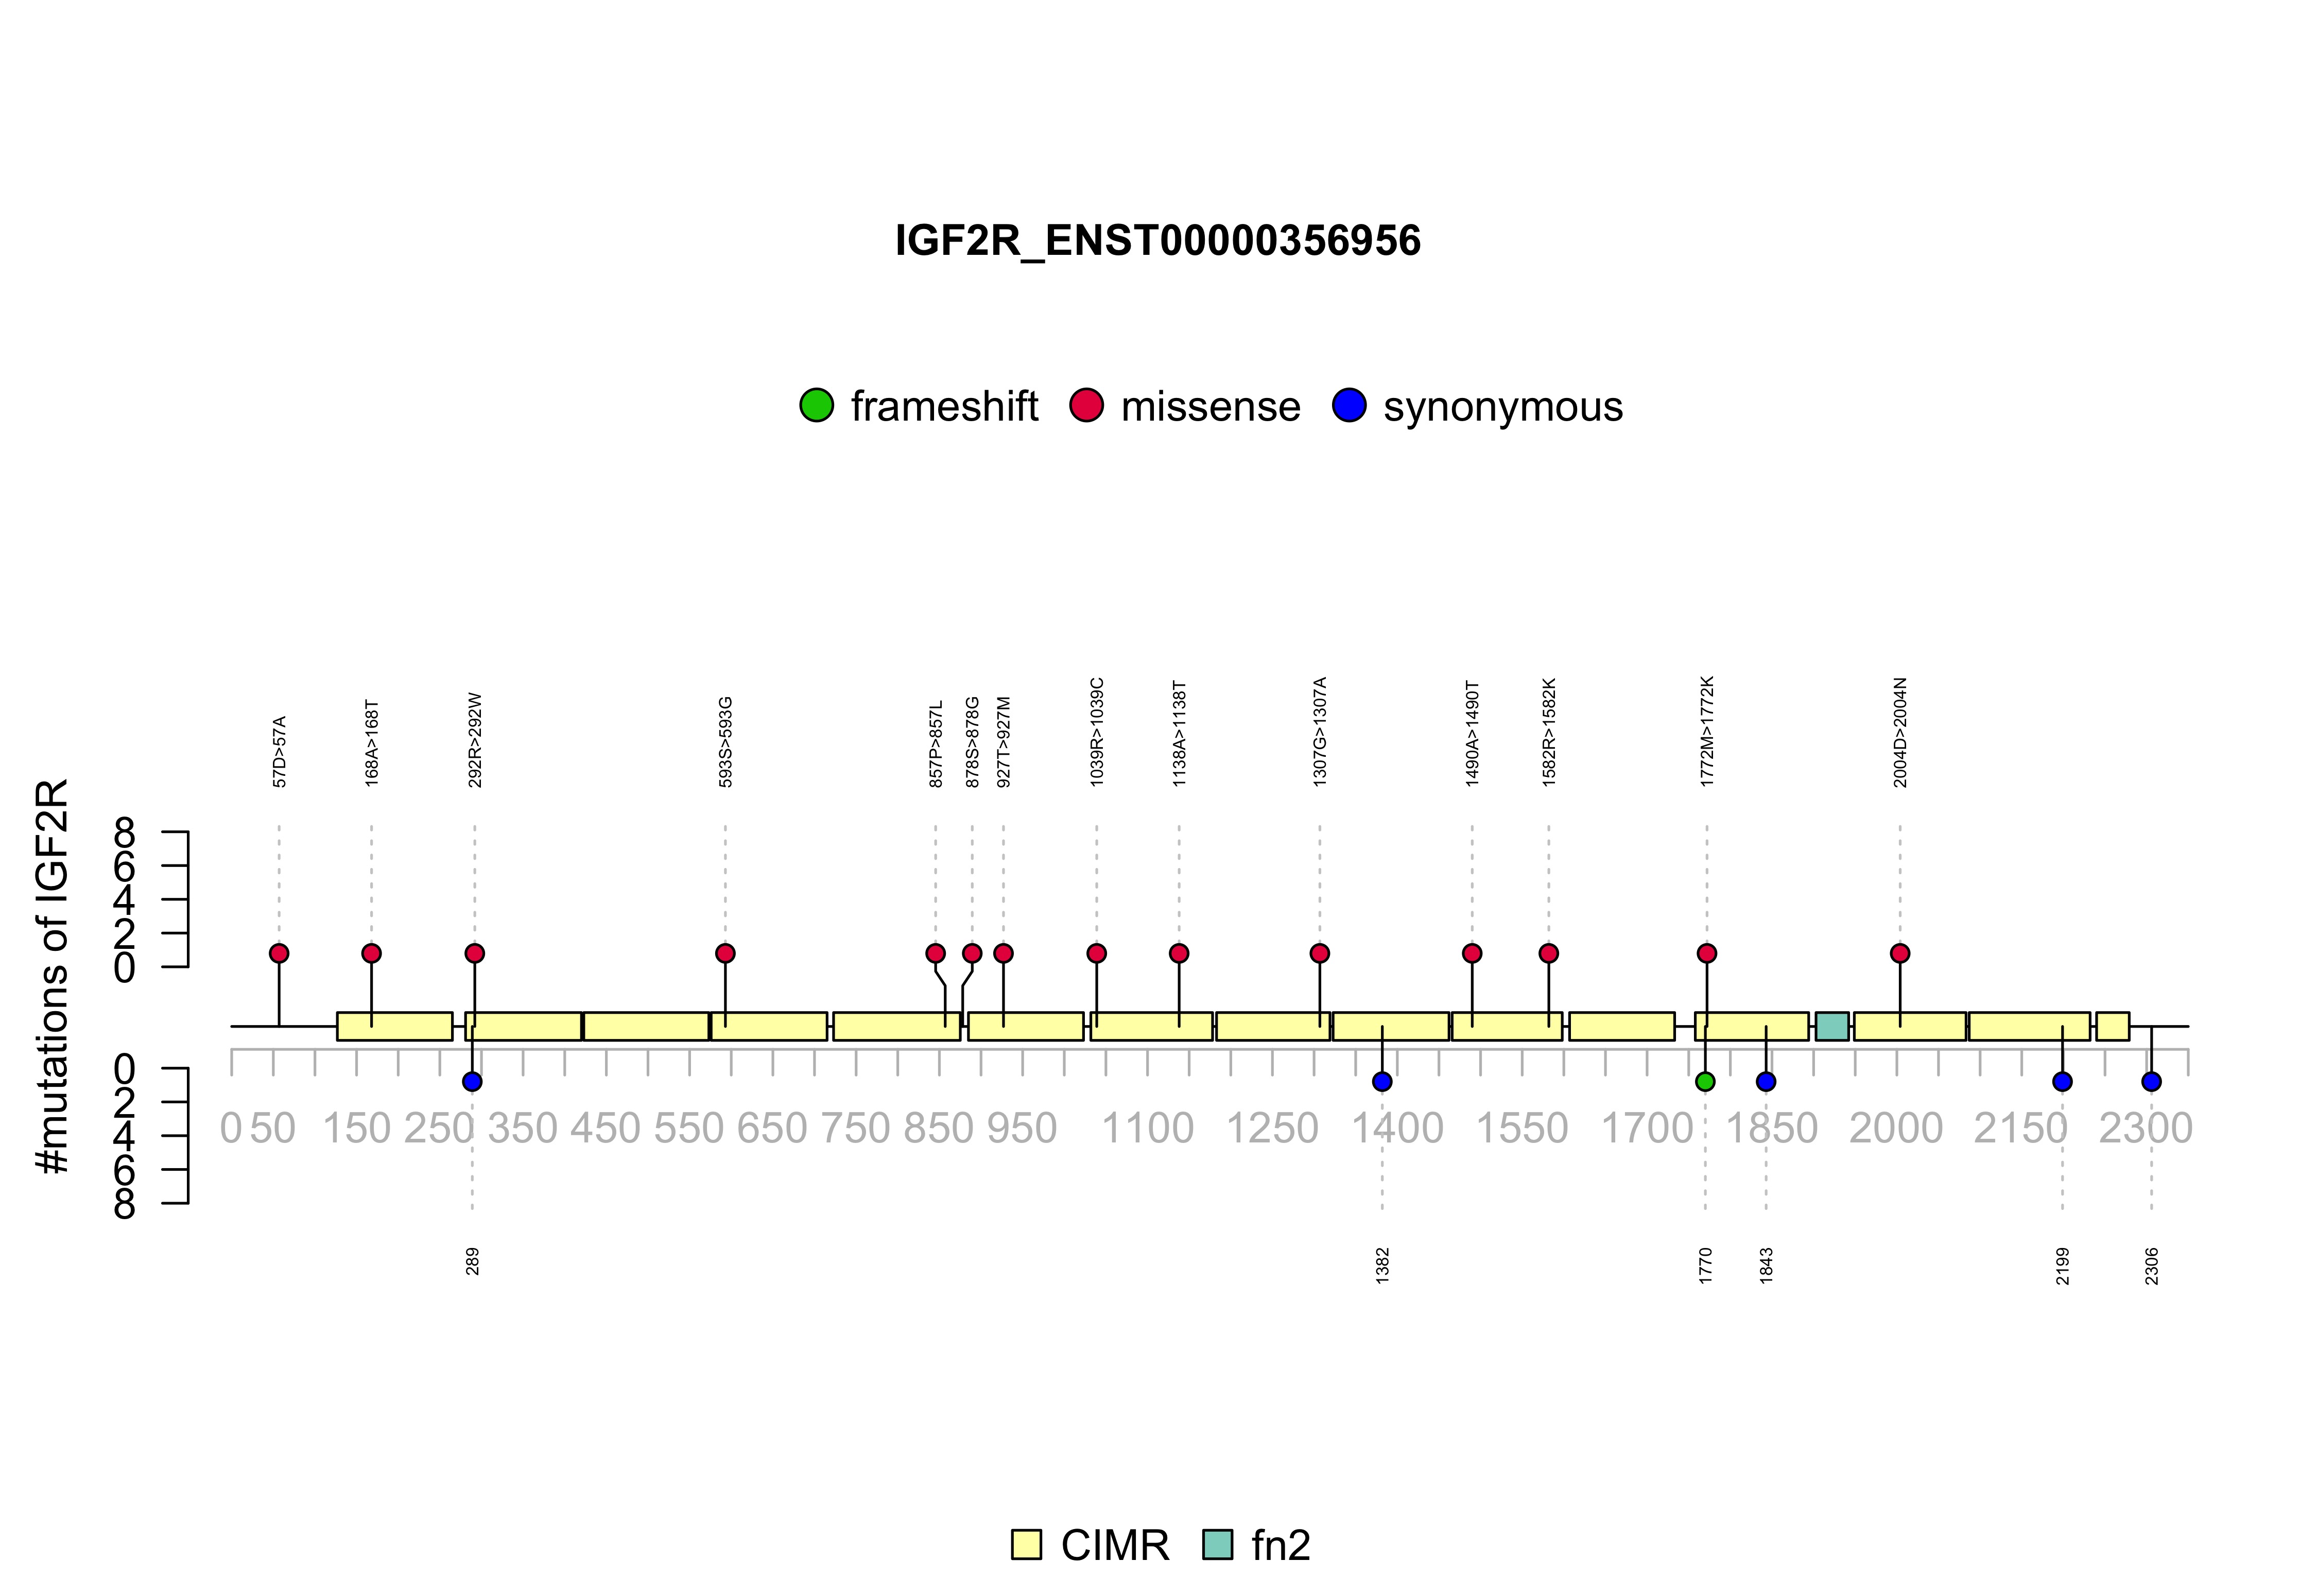 IGF2R_ENST00000356956
frameshift missense synonymous
57D>57A
168A>168T
292R>292W
593S>593G
857P>857L
878S>878G
927T>927M
1039R>1039C
1138A>1138T
1307G>1307A
1490A>1490T
1582R>1582K
1772M>1772K
2004D>2004N
#mutations of IGF2R
8
6
4
2
0
0
2
4
6
8
0 50 150 250 350 450 550 650 750 850 950 1100 1250 1400 1550 1700 1850 2000 2150 2300
289
1382
1770
1843
2199
2306
CIMR fn2